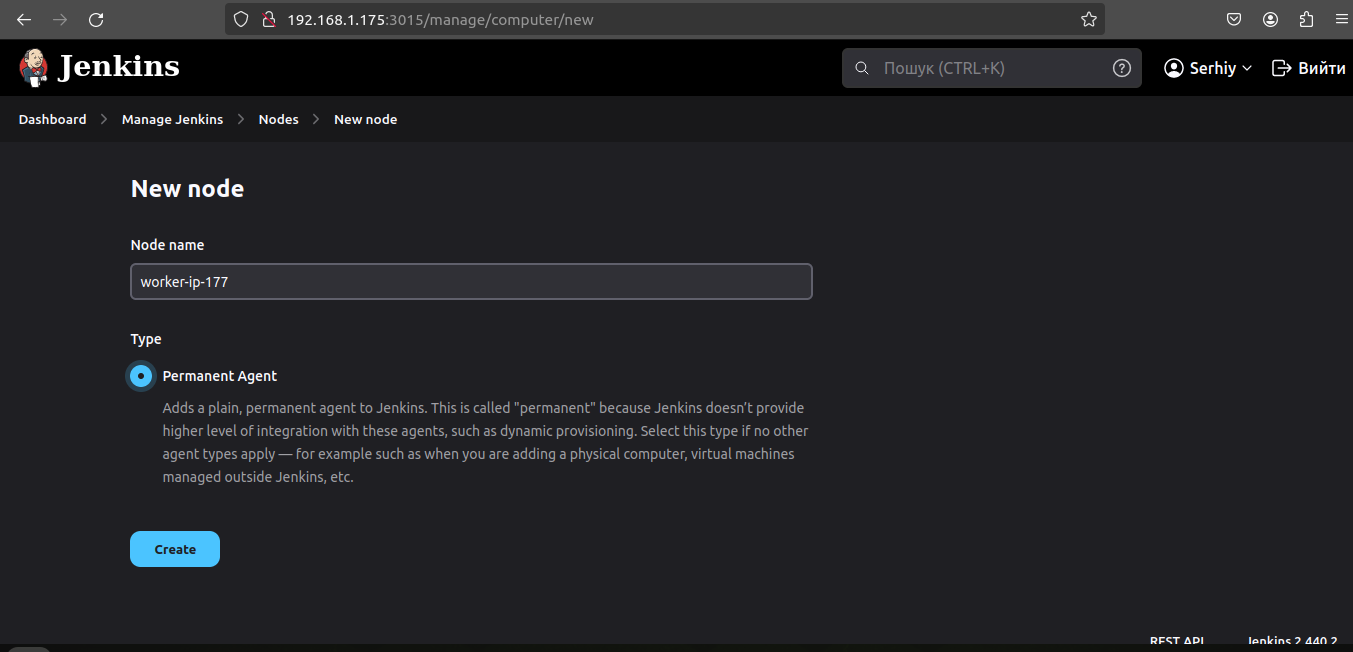 192.168.1.175:3015/manage/computer/new
Jenkins
Пошук (CTRL+K)
Serhiy
Вийти
Dashboard
Manage Jenkins
Nodes
New node
New node
Node name
worker-ip-177
Type
Permanent Agent
Adds a plain, permanent agent to Jenkins. This is called "permanent" because Jenkins doesn’t provide
higher level of integration with these agents, such as dynamic provisioning. Select this type if no other
agent types apply — for example such as when you are adding a physical computer, virtual machines
managed outside Jenkins, etc.
Create
REST API
Jenkins 2.440.2